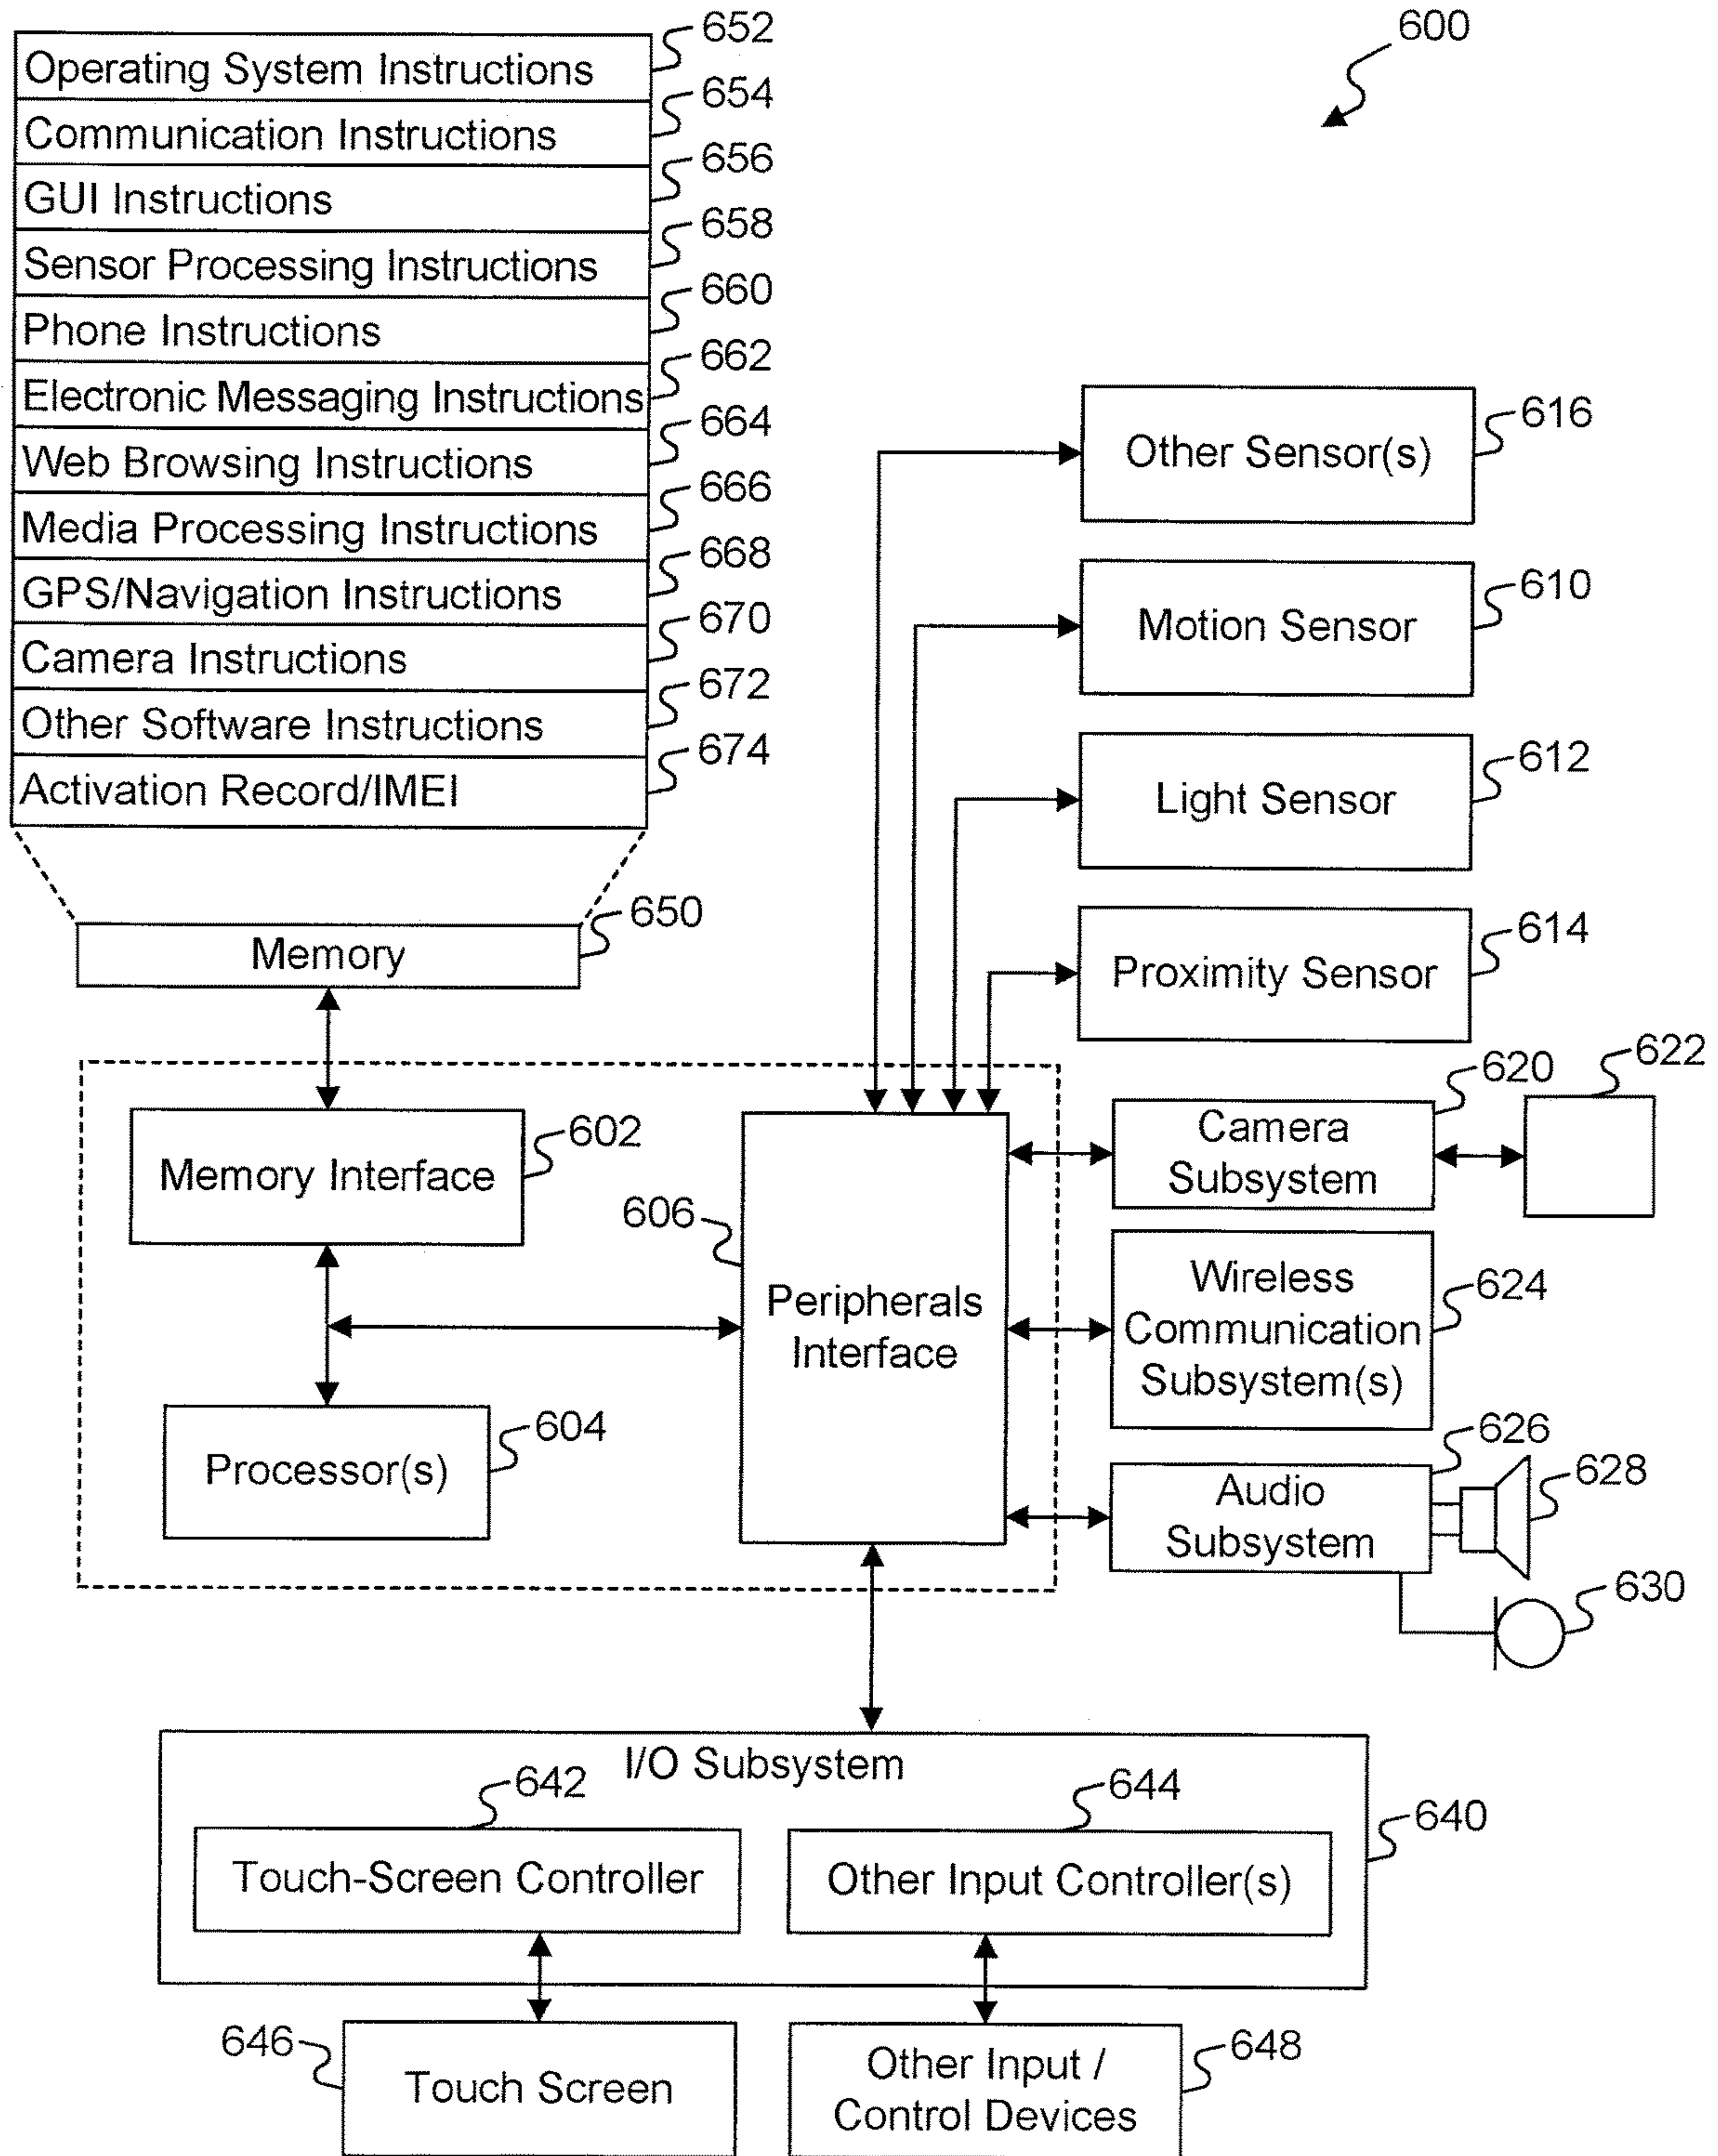 600
Operating System Instructions 652
Communication Instructions 654
GUI Instructions 656
Sensor Processing Instructions 658
Phone Instructions 660
Electronic Messaging Instructions 662
Web Browsing Instructions 664
Media Processing Instructions 666
GPS/Navigation Instructions 668
Camera Instructions 670
Other Software Instructions 672
Activation Record/IMEI 674
Memory 650
Other Sensor(s) 616
Motion Sensor 610
Light Sensor 612
Proximity Sensor 614
Memory Interface 602
Processor(s) 604
606
Peripherals
Interface
Camera
Subsystem
620
622
Wireless
Communication
Subsystem(s)
624
Audio
Subsystem
626
628
630
I/O Subsystem
640
642
Touch-Screen Controller
644
Other Input Controller(s)
646
Touch Screen
Other Input /
Control Devices
648